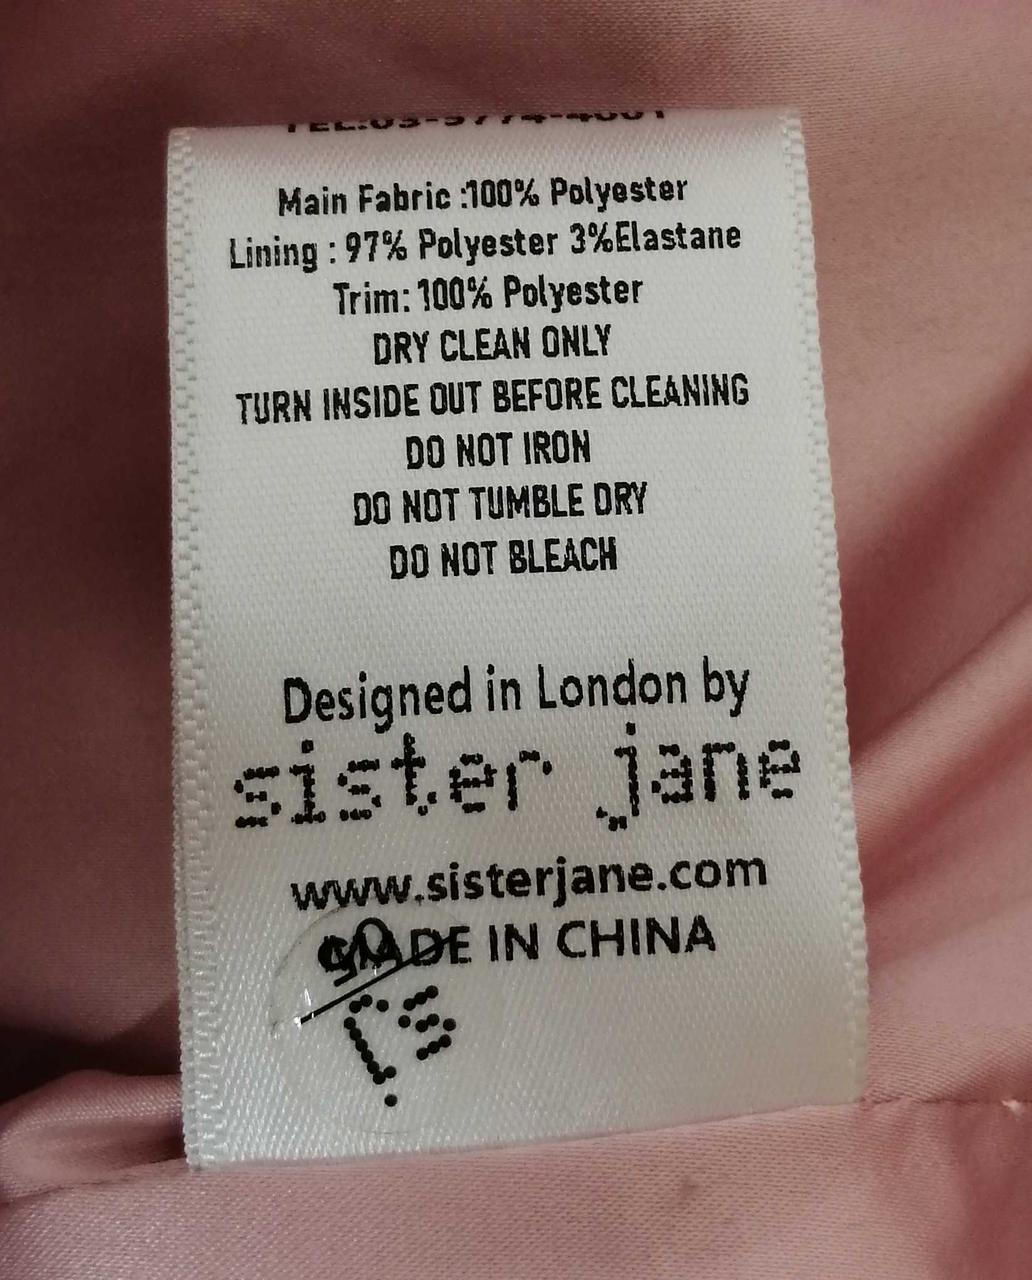 Main Fabric :100% Polyester
Lining : 97% Polyester 3%Elastane
Trim: 100% Polyester
DRY CLEAN ONLY
TURN INSIDE OUT BEFORE CLEANING
DO NOT IRON
DO NOT TUMBLE DRY
DO NOT BLEACH
Designed in London by
sister jane
www.sisterjane.com
MADE IN CHINA